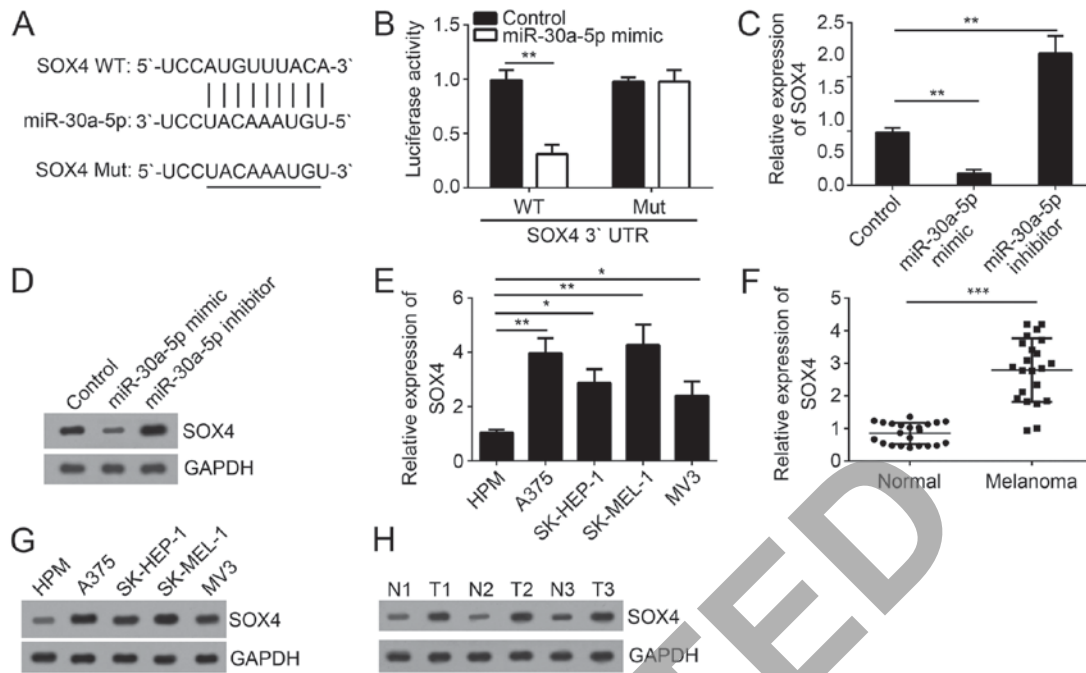 A
SOX4 WT: 5`-UCCAUGUUUACA-3`
miR-30a-5p: 3`-UCCUACAAAUGU-5`
SOX4 Mut: 5`-UCCUACAAAUGU-3`
B
Control
miR-30a-5p mimic
Luciferase activity
1.5
1.0
0.5
0.0
**
WT
Mut
SOX4 3` UTR
C
Relative expression
of SOX4
2.5
2.0
1.5
1.0
0.5
0.0
**
**
Control
miR-30a-5p
mimic
miR-30a-5p
inhibitor
D
Control
miR-30a-5p mimic
miR-30a-5p inhibitor
SOX4
GAPDH
E
Relative expression of
SOX4
6
4
2
0
*
**
*
**
HPM
A375
SK-HEP-1
SK-MEL-1
MV3
F
Relative expression of
SOX4
5
4
3
2
1
0
***
Normal
Melanoma
G
HPM
A375
SK-HEP-1
SK-MEL-1
MV3
SOX4
GAPDH
H
N1 T1 N2 T2 N3 T3
SOX4
GAPDH
TED